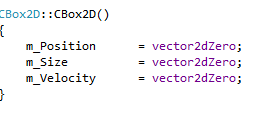 CBox2D::CBox2D()
{
    m_Position      = vector2dZero;
    m_Size          = vector2dZero;
    m_Velocity      = vector2dZero;
}